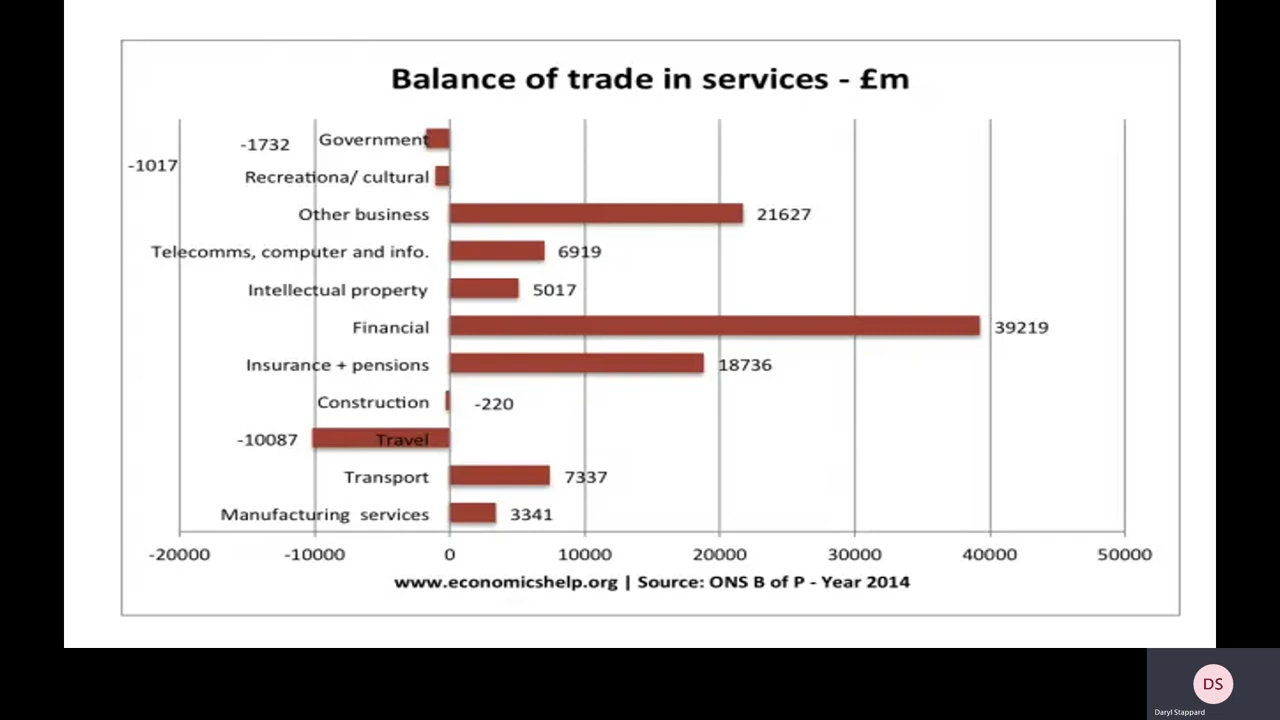 Balance of trade in services - £m
-1732 Government
-1017
Recreationa/ cultural
Other business 21627
Telecomms, computer and info. 6919
Intellectual property 5017
Financial 39219
Insurance + pensions 18736
Construction -220
-10087 Travel
Transport 7337
Manufacturing services 3341
-20000 -10000 0 10000 20000 30000 40000 50000
www.economicshelp.org | Source: ONS B of P - Year 2014
DS
Daryl Stappard